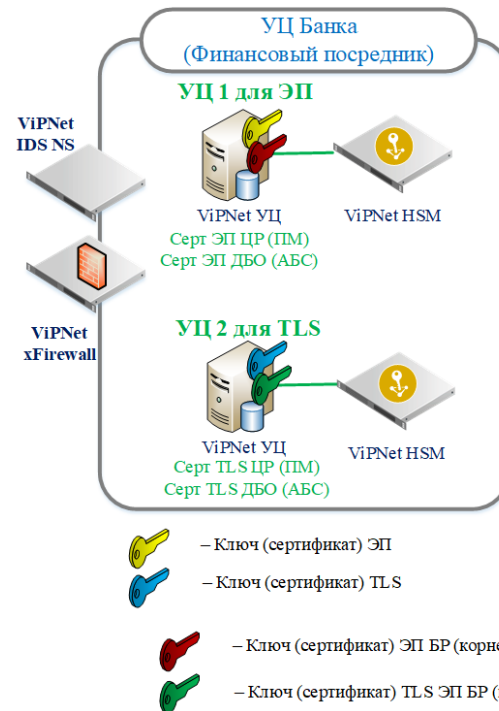 УЦ Банка
(Финансовый посредник)
УЦ 1 для ЭП
ViPNet
IDS NS
ViPNet УЦ
ViPNet HSM
Серт ЭП ЦР (ПМ)
Серт ЭП ДБО (АБС)
ViPNet
xFirewall
УЦ 2 для TLS
ViPNet УЦ
ViPNet HSM
Серт TLS ЦР (ПМ)
Серт TLS ДБО (АБС)
– Ключ (сертификат) ЭП
– Ключ (сертификат) TLS
– Ключ (сертификат) ЭП БР
– Ключ (сертификат) TLS ЭП БР